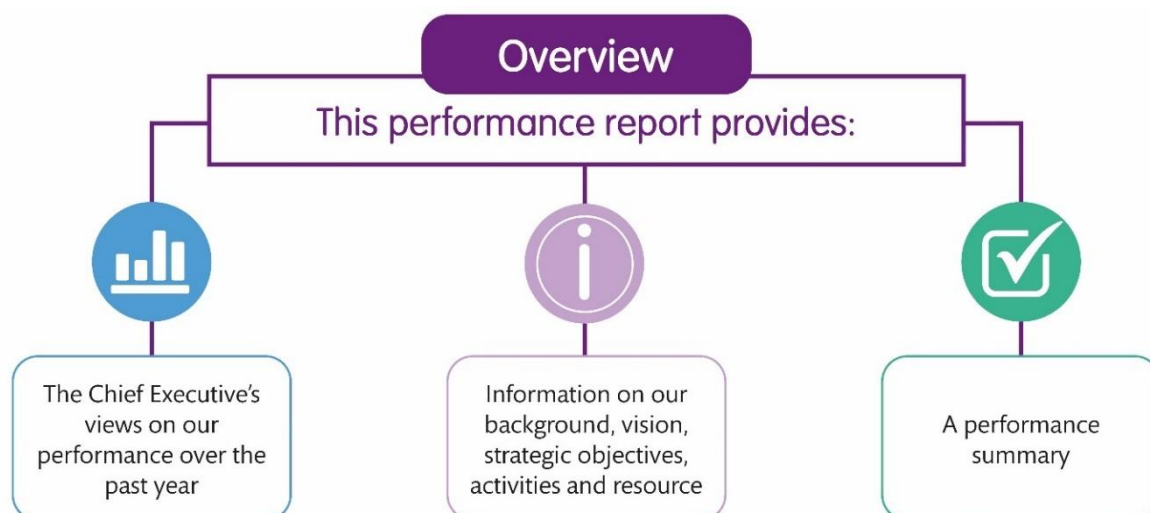 Overview
This performance report provides:
The Chief Executive’s
views on our
performance over the
past year
Information on our
background, vision,
strategic objectives,
activities and resource
A performance
summary